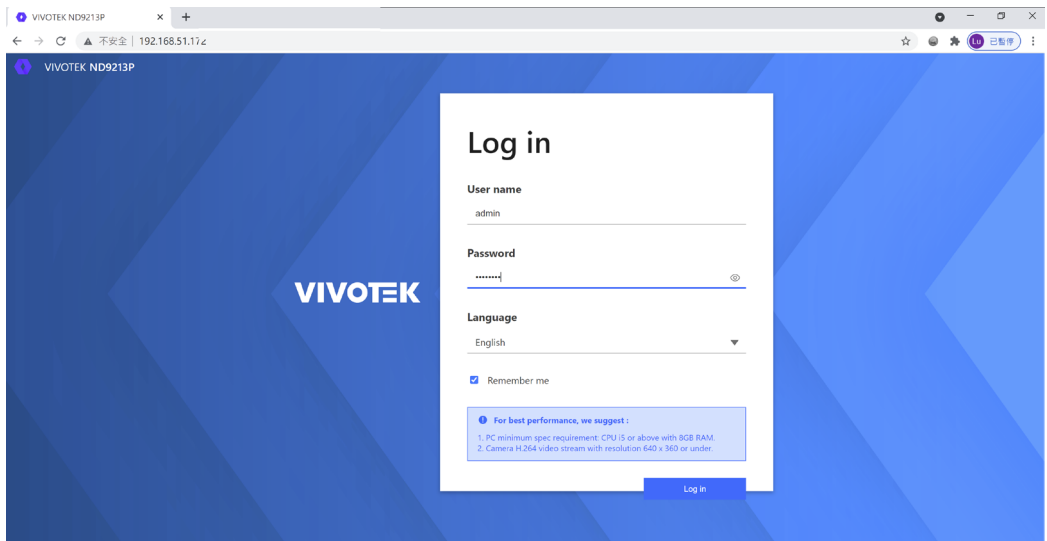 VIVOTEK ND9213P
不安全 | 192.168.51.172
Lu 已暫停
VIVOTEK ND9213P
Log in
User name
admin
Password
••••••••
VIVOTEK
Language
English
Remember me
For best performance, we suggest :
1. PC minimum spec requirement: CPU i5 or above with 8GB RAM.
2. Camera H.264 video stream with resolution 640 x 360 or under.
Log in